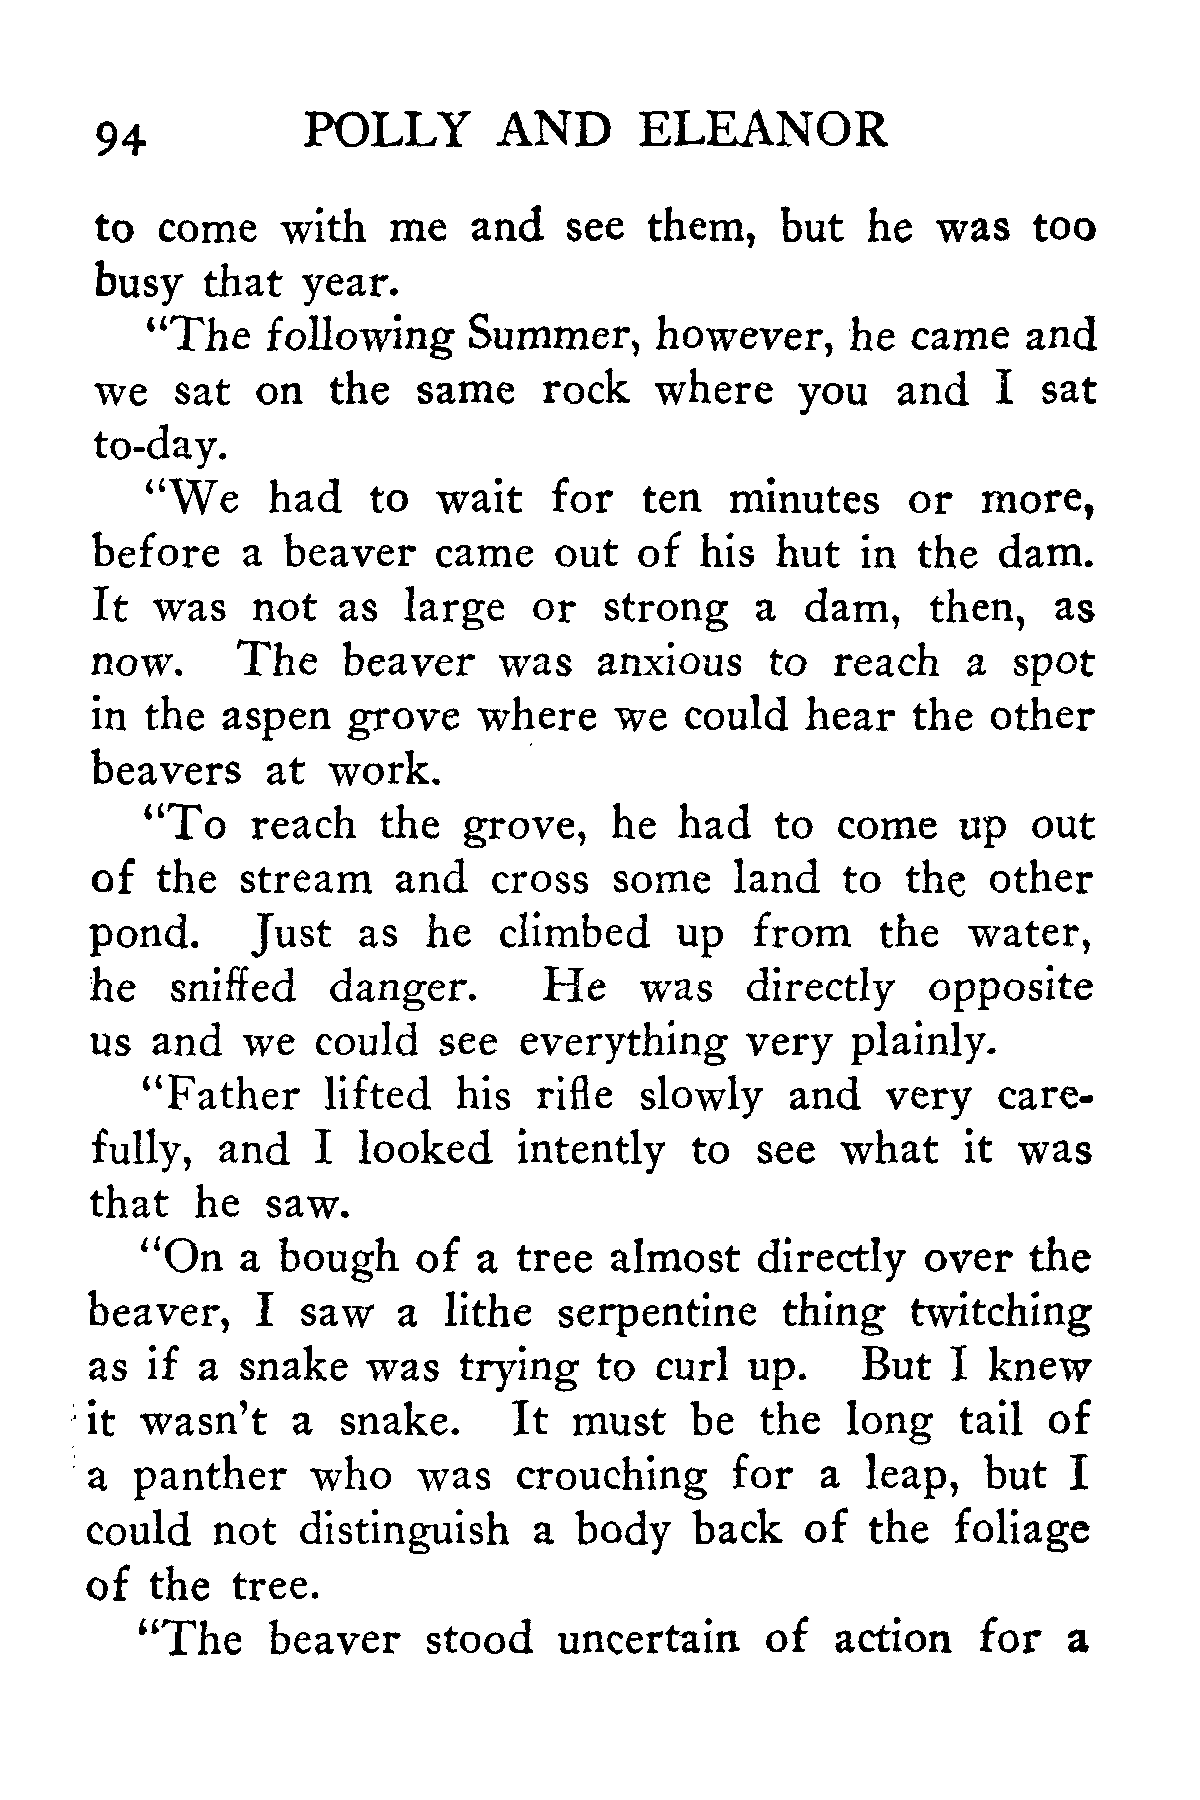 94 POLLY AND ELEANOR
to come with me and see them, but he was too
busy that year.
“The following Summer, however, he came and
we sat on the same rock where you and I sat
to-day.
“We had to wait for ten minutes or more,
before a beaver came out of his hut in the dam.
It was not as large or strong a dam, then, as
now. The beaver was anxious to reach a spot
in the aspen grove where we could hear the other
beavers at work.
“To reach the grove, he had to come up out
of the stream and cross some land to the other
pond. Just as he climbed up from the water,
he sniffed danger. He was directly opposite
us and we could see everything very plainly.
“Father lifted his rifle slowly and very care-
fully, and I looked intently to see what it was
that he saw.
“On a bough of a tree almost directly over the
beaver, I saw a lithe serpentine thing twitching
as if a snake was trying to curl up. But I knew
it wasn’t a snake. It must be the long tail of
a panther who was crouching for a leap, but I
could not distinguish a body back of the foliage
of the tree.
“The beaver stood uncertain of action for a